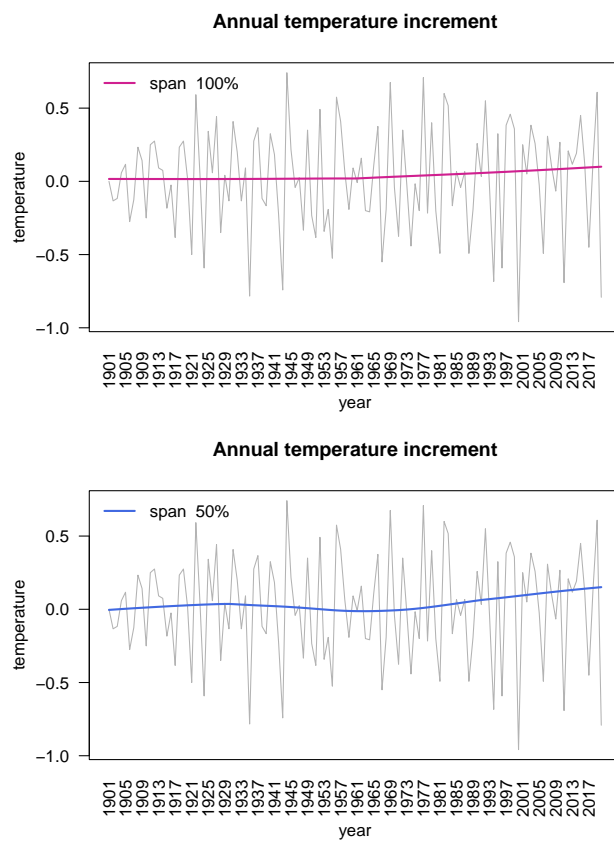 Annual temperature increment
span 100%
temperature
0.5
0.0
−0.5
−1.0
1901 1905 1909 1913 1917 1921 1925 1929 1933 1937 1941 1945 1949 1953 1957 1961 1965 1969 1973 1977 1981 1985 1989 1993 1997 2001 2005 2009 2013 2017
year
Annual temperature increment
span 50%
temperature
0.5
0.0
−0.5
−1.0
1901 1905 1909 1913 1917 1921 1925 1929 1933 1937 1941 1945 1949 1953 1957 1961 1965 1969 1973 1977 1981 1985 1989 1993 1997 2001 2005 2009 2013 2017
year